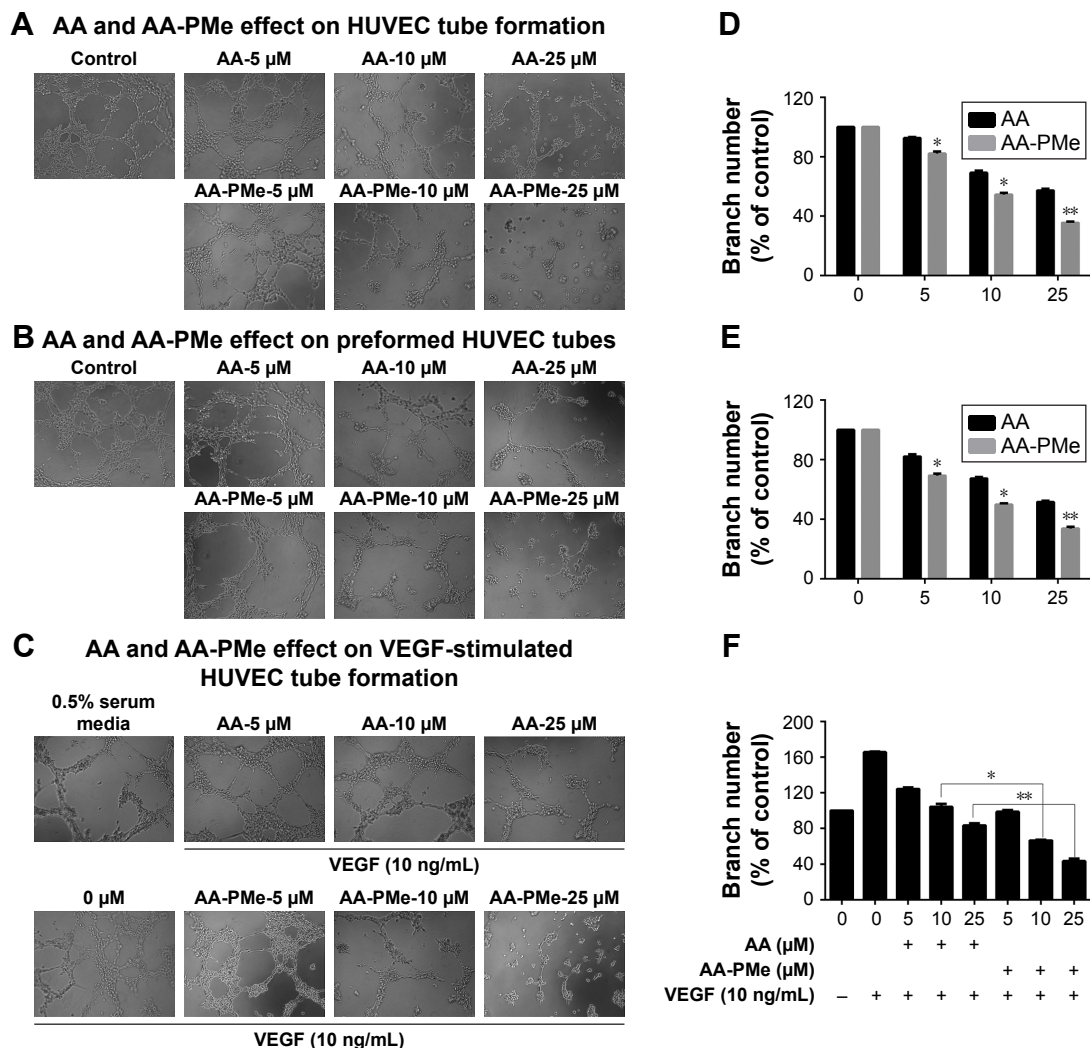 A AA and AA-PMe effect on HUVEC tube formation
Control AA-5 µM AA-10 µM AA-25 µM
AA-PMe-5 µM AA-PMe-10 µM AA-PMe-25 µM
B AA and AA-PMe effect on preformed HUVEC tubes
Control AA-5 µM AA-10 µM AA-25 µM
AA-PMe-5 µM AA-PMe-10 µM AA-PMe-25 µM
C AA and AA-PMe effect on VEGF-stimulated
HUVEC tube formation
0.5% serum
media AA-5 µM AA-10 µM AA-25 µM
VEGF (10 ng/mL)
0 µM AA-PMe-5 µM AA-PMe-10 µM AA-PMe-25 µM
VEGF (10 ng/mL)
D
Branch number
(% of control)
120
80
40
0
AA
AA-PMe
* * **
0 5 10 25
E
Branch number
(% of control)
120
80
40
0
AA
AA-PMe
* * **
0 5 10 25
F
Branch number
(% of control)
200
160
120
80
40
0
*
**
0 0 5 10 25 5 10 25
AA (µM) + + +
AA-PMe (µM) + + +
VEGF (10 ng/mL) – + + + + + + +